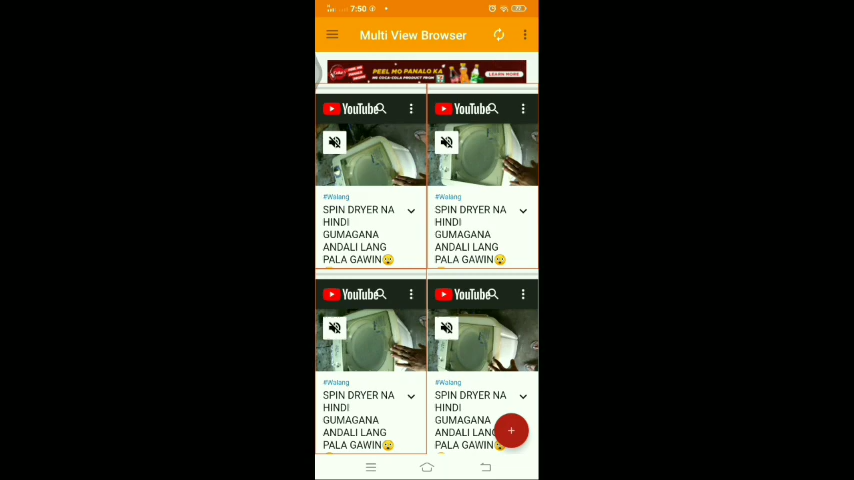 7:50
Multi View Browser
PEEL MO PANALO KA
LEARN MORE
YouTube
#Walang
SPIN DRYER NA
HINDI
GUMAGANA
ANDALI LANG
PALA GAWIN😧
YouTube
#Walang
SPIN DRYER NA
HINDI
GUMAGANA
ANDALI LANG
PALA GAWIN😧
YouTube
#Walang
SPIN DRYER NA
HINDI
GUMAGANA
ANDALI LANG
PALA GAWIN😧
YouTube
#Walang
SPIN DRYER NA
HINDI
GUMAGANA
ANDALI LANG
PALA GAWIN😧
+